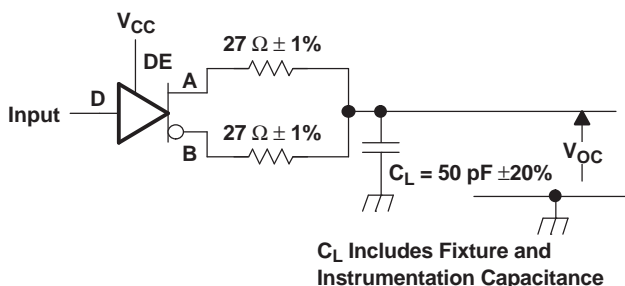 VCC
DE
A
27 Ω ± 1%
Input
D
B
27 Ω ± 1%
CL = 50 pF ±20%
VOC
CL Includes Fixture and
Instrumentation Capacitance